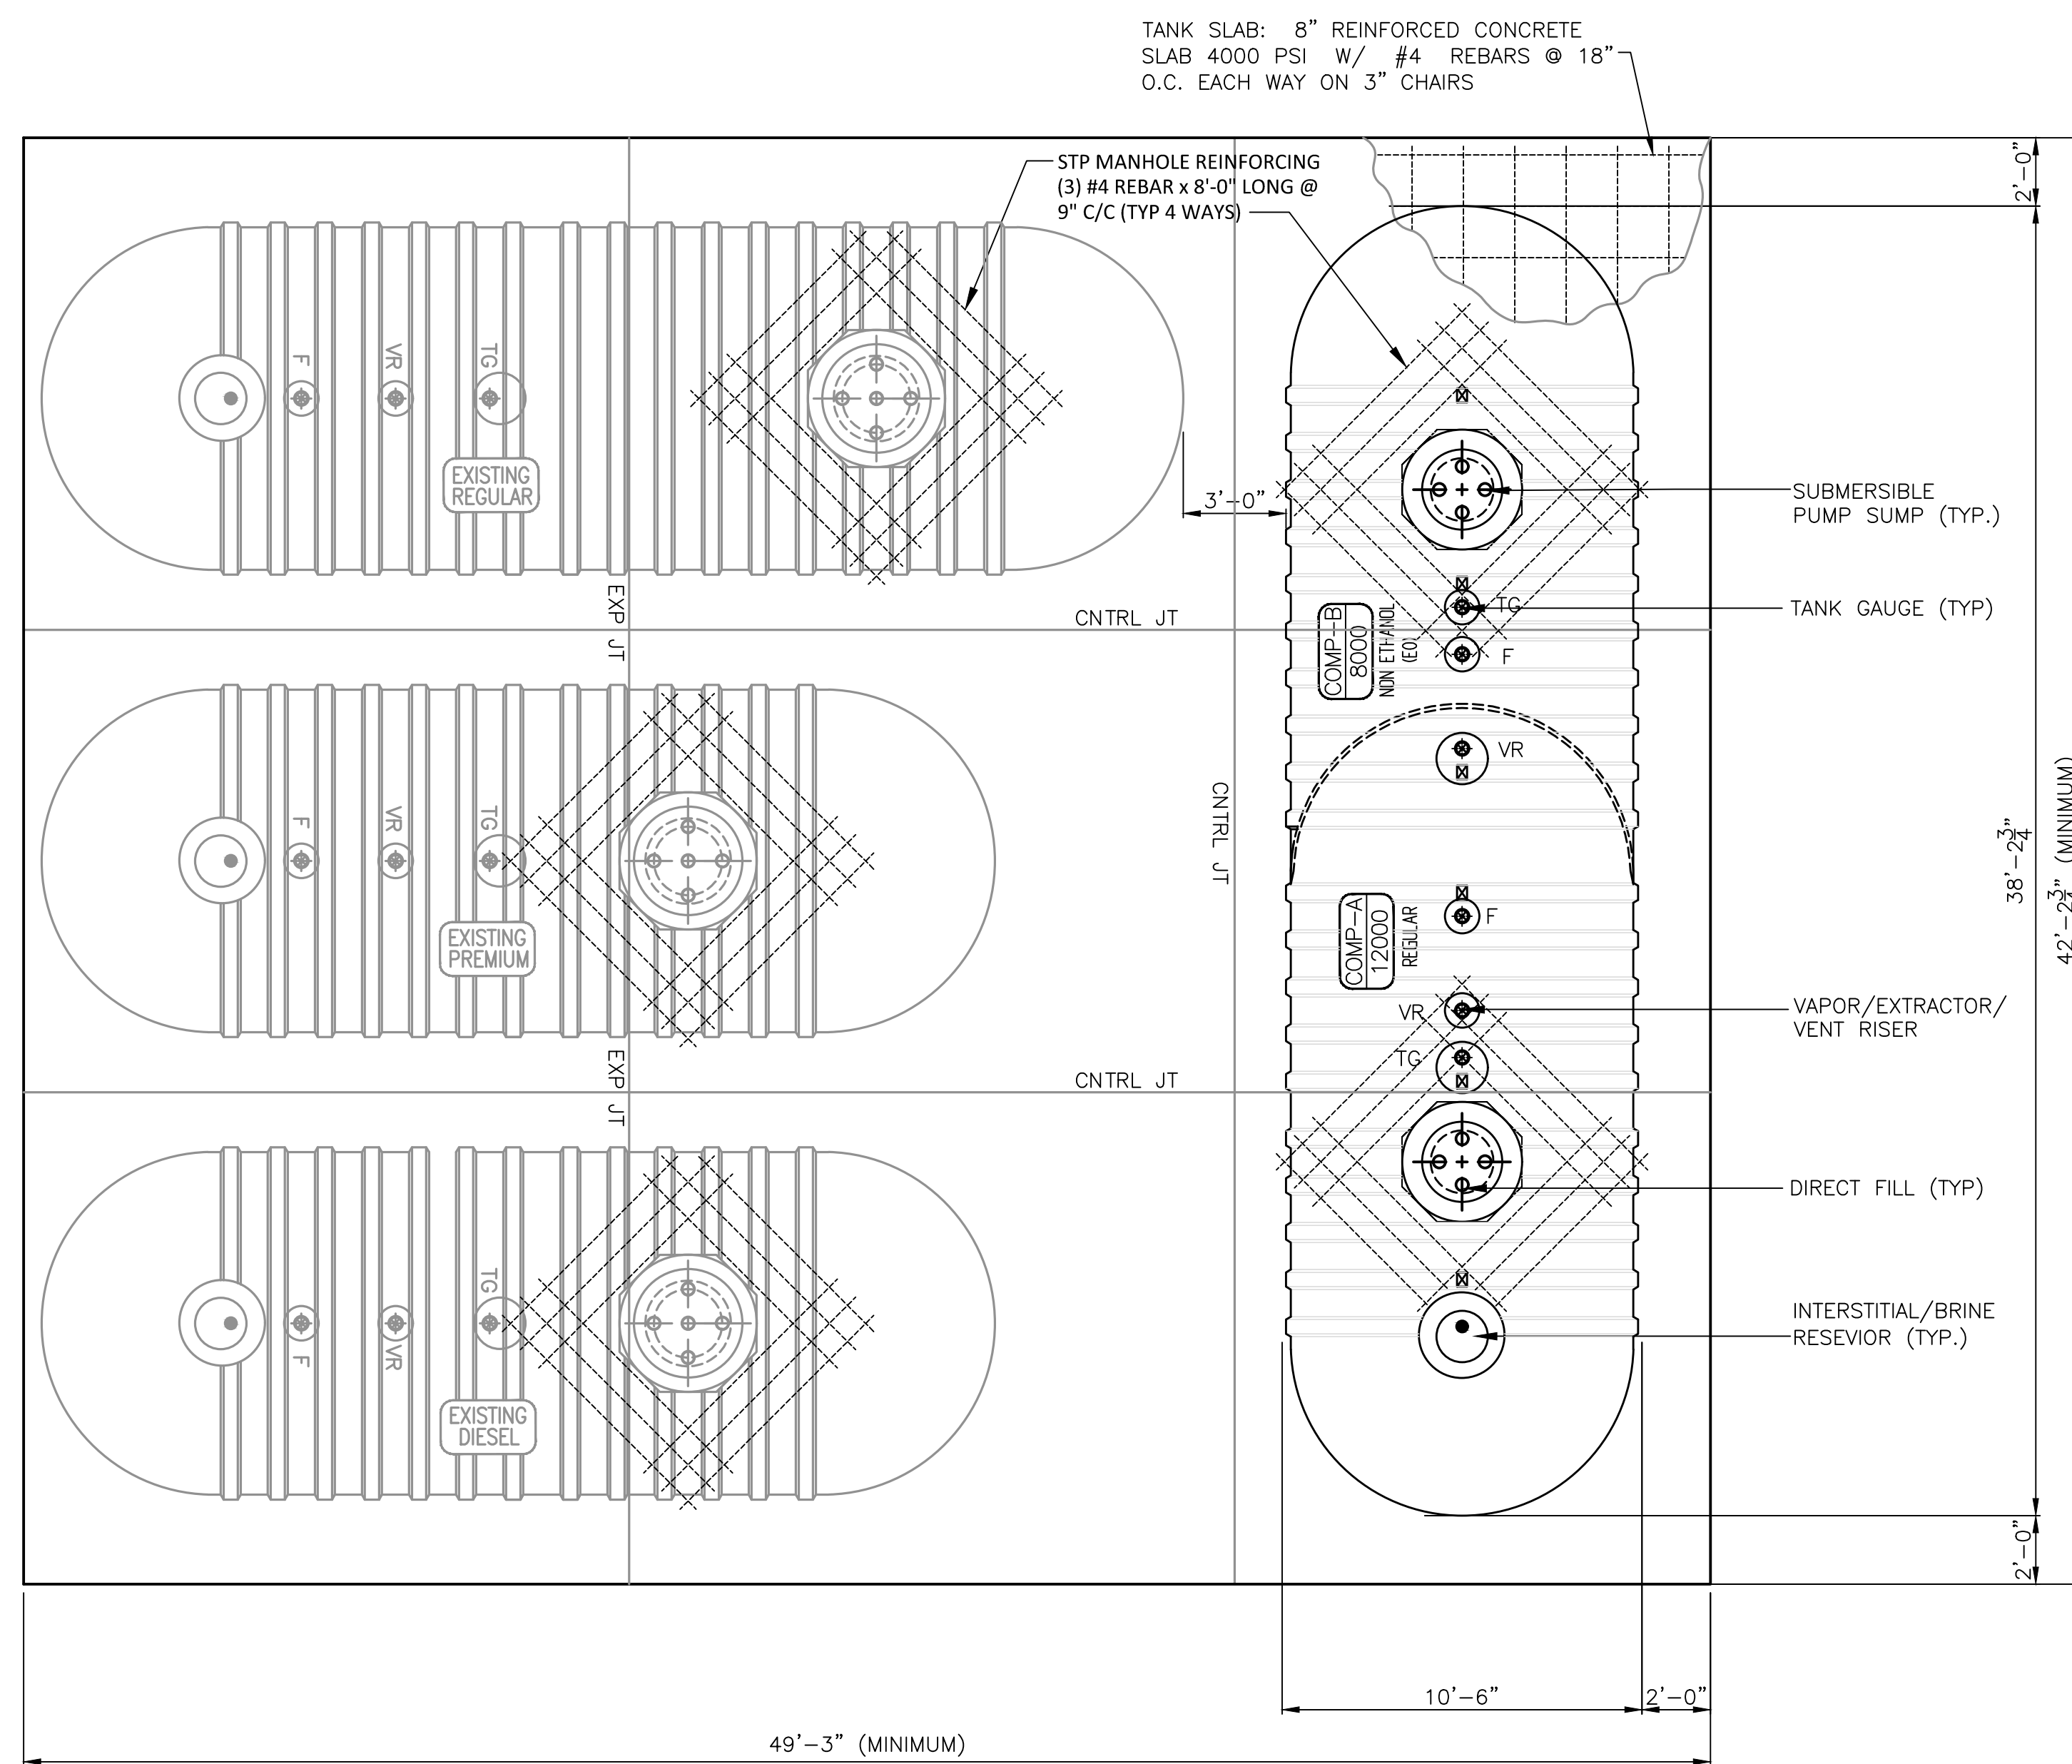 TANK SLAB: 8” REINFORCED CONCRETE
SLAB 4000 PSI W/ #4 REBARS @ 18”
O.C. EACH WAY ON 3” CHAIRS
STP MANHOLE REINFORCING
(3) #4 REBAR x 8'-0" LONG @
9" C/C (TYP 4 WAYS)
2'-0"
F
VR
TG
EXISTING
REGULAR
3'-0"
SUBMERSIBLE
PUMP SUMP (TYP.)
EXP JT
CNTRL JT
TG
TANK GAUGE (TYP)
COMP-B
8000
NON ETHANOL
(E0)
F
VR
F
VR
TG
EXISTING
PREMIUM
CNTRL JT
38'-2¾"
42'-2¾" (MINIMUM)
COMP-A
12000
REGULAR
F
VR
VAPOR/EXTRACTOR/
VENT RISER
TG
EXP JT
CNTRL JT
DIRECT FILL (TYP)
F
VR
TG
EXISTING
DIESEL
INTERSTITIAL/BRINE
RESEVIOR (TYP.)
2'-0"
10'-6"
2'-0"
49'-3" (MINIMUM)